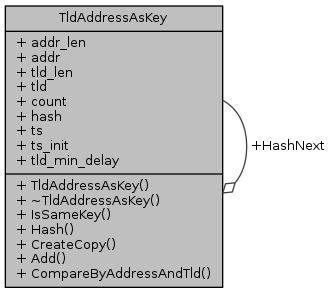 TldAddressAsKey
+ addr_len
+ addr
+ tld_len
+ tld
+ count
+ hash
+ ts
+ ts_init
+ tld_min_delay
+HashNext
+ TldAddressAsKey()
+ ~TldAddressAsKey()
+ IsSameKey()
+ Hash()
+ CreateCopy()
+ Add()
+ CompareByAddressAndTld()